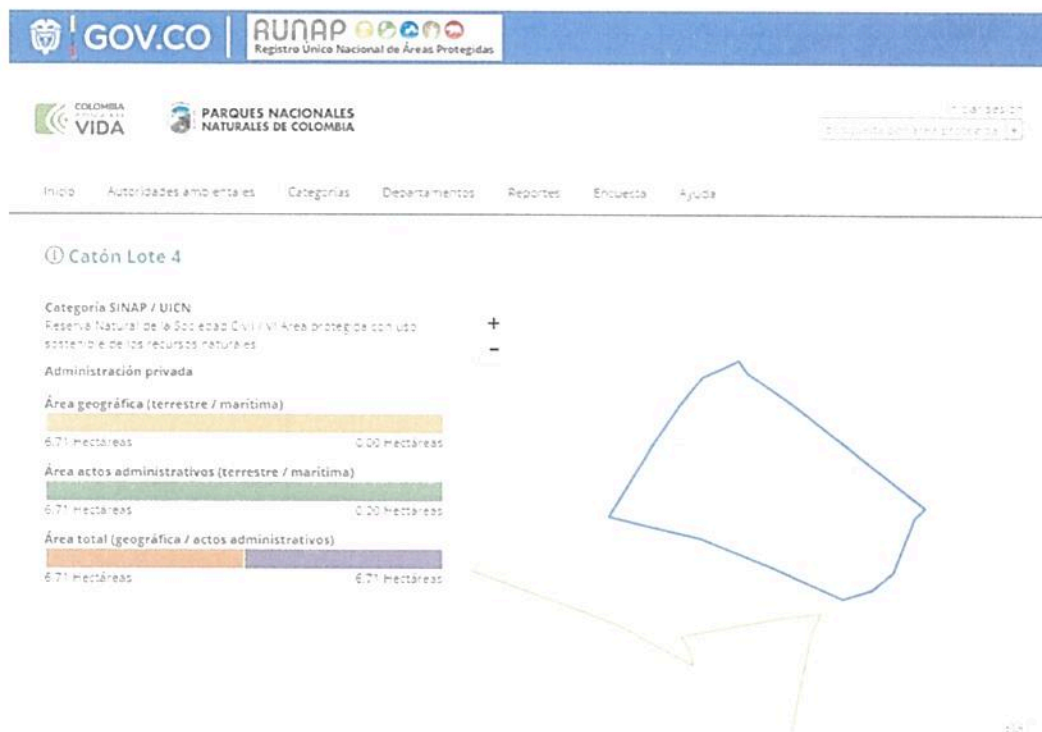 GOV.CO
RUNAP
Registro Único Nacional de Áreas Protegidas
COLOMBIA
VIDA
PARQUES NACIONALES
NATURALES DE COLOMBIA
Iniciar sesión
Inicio Autoridades ambientales Categorías Departamentos Reportes Encuesta Ayuda
Catón Lote 4
Categoría SINAP / UICN
Reserva Natural de la Sociedad Civil / VI Área protegida con uso
sostenible de los recursos naturales
Administración privada
Área geográfica (terrestre / marítima)
6.71 Hectáreas 0.00 Hectáreas
Área actos administrativos (terrestre / marítima)
6.71 Hectáreas Hectáreas
Área total (geográfica / actos administrativos)
6.71 Hectáreas 6.71 Hectáreas
+
-